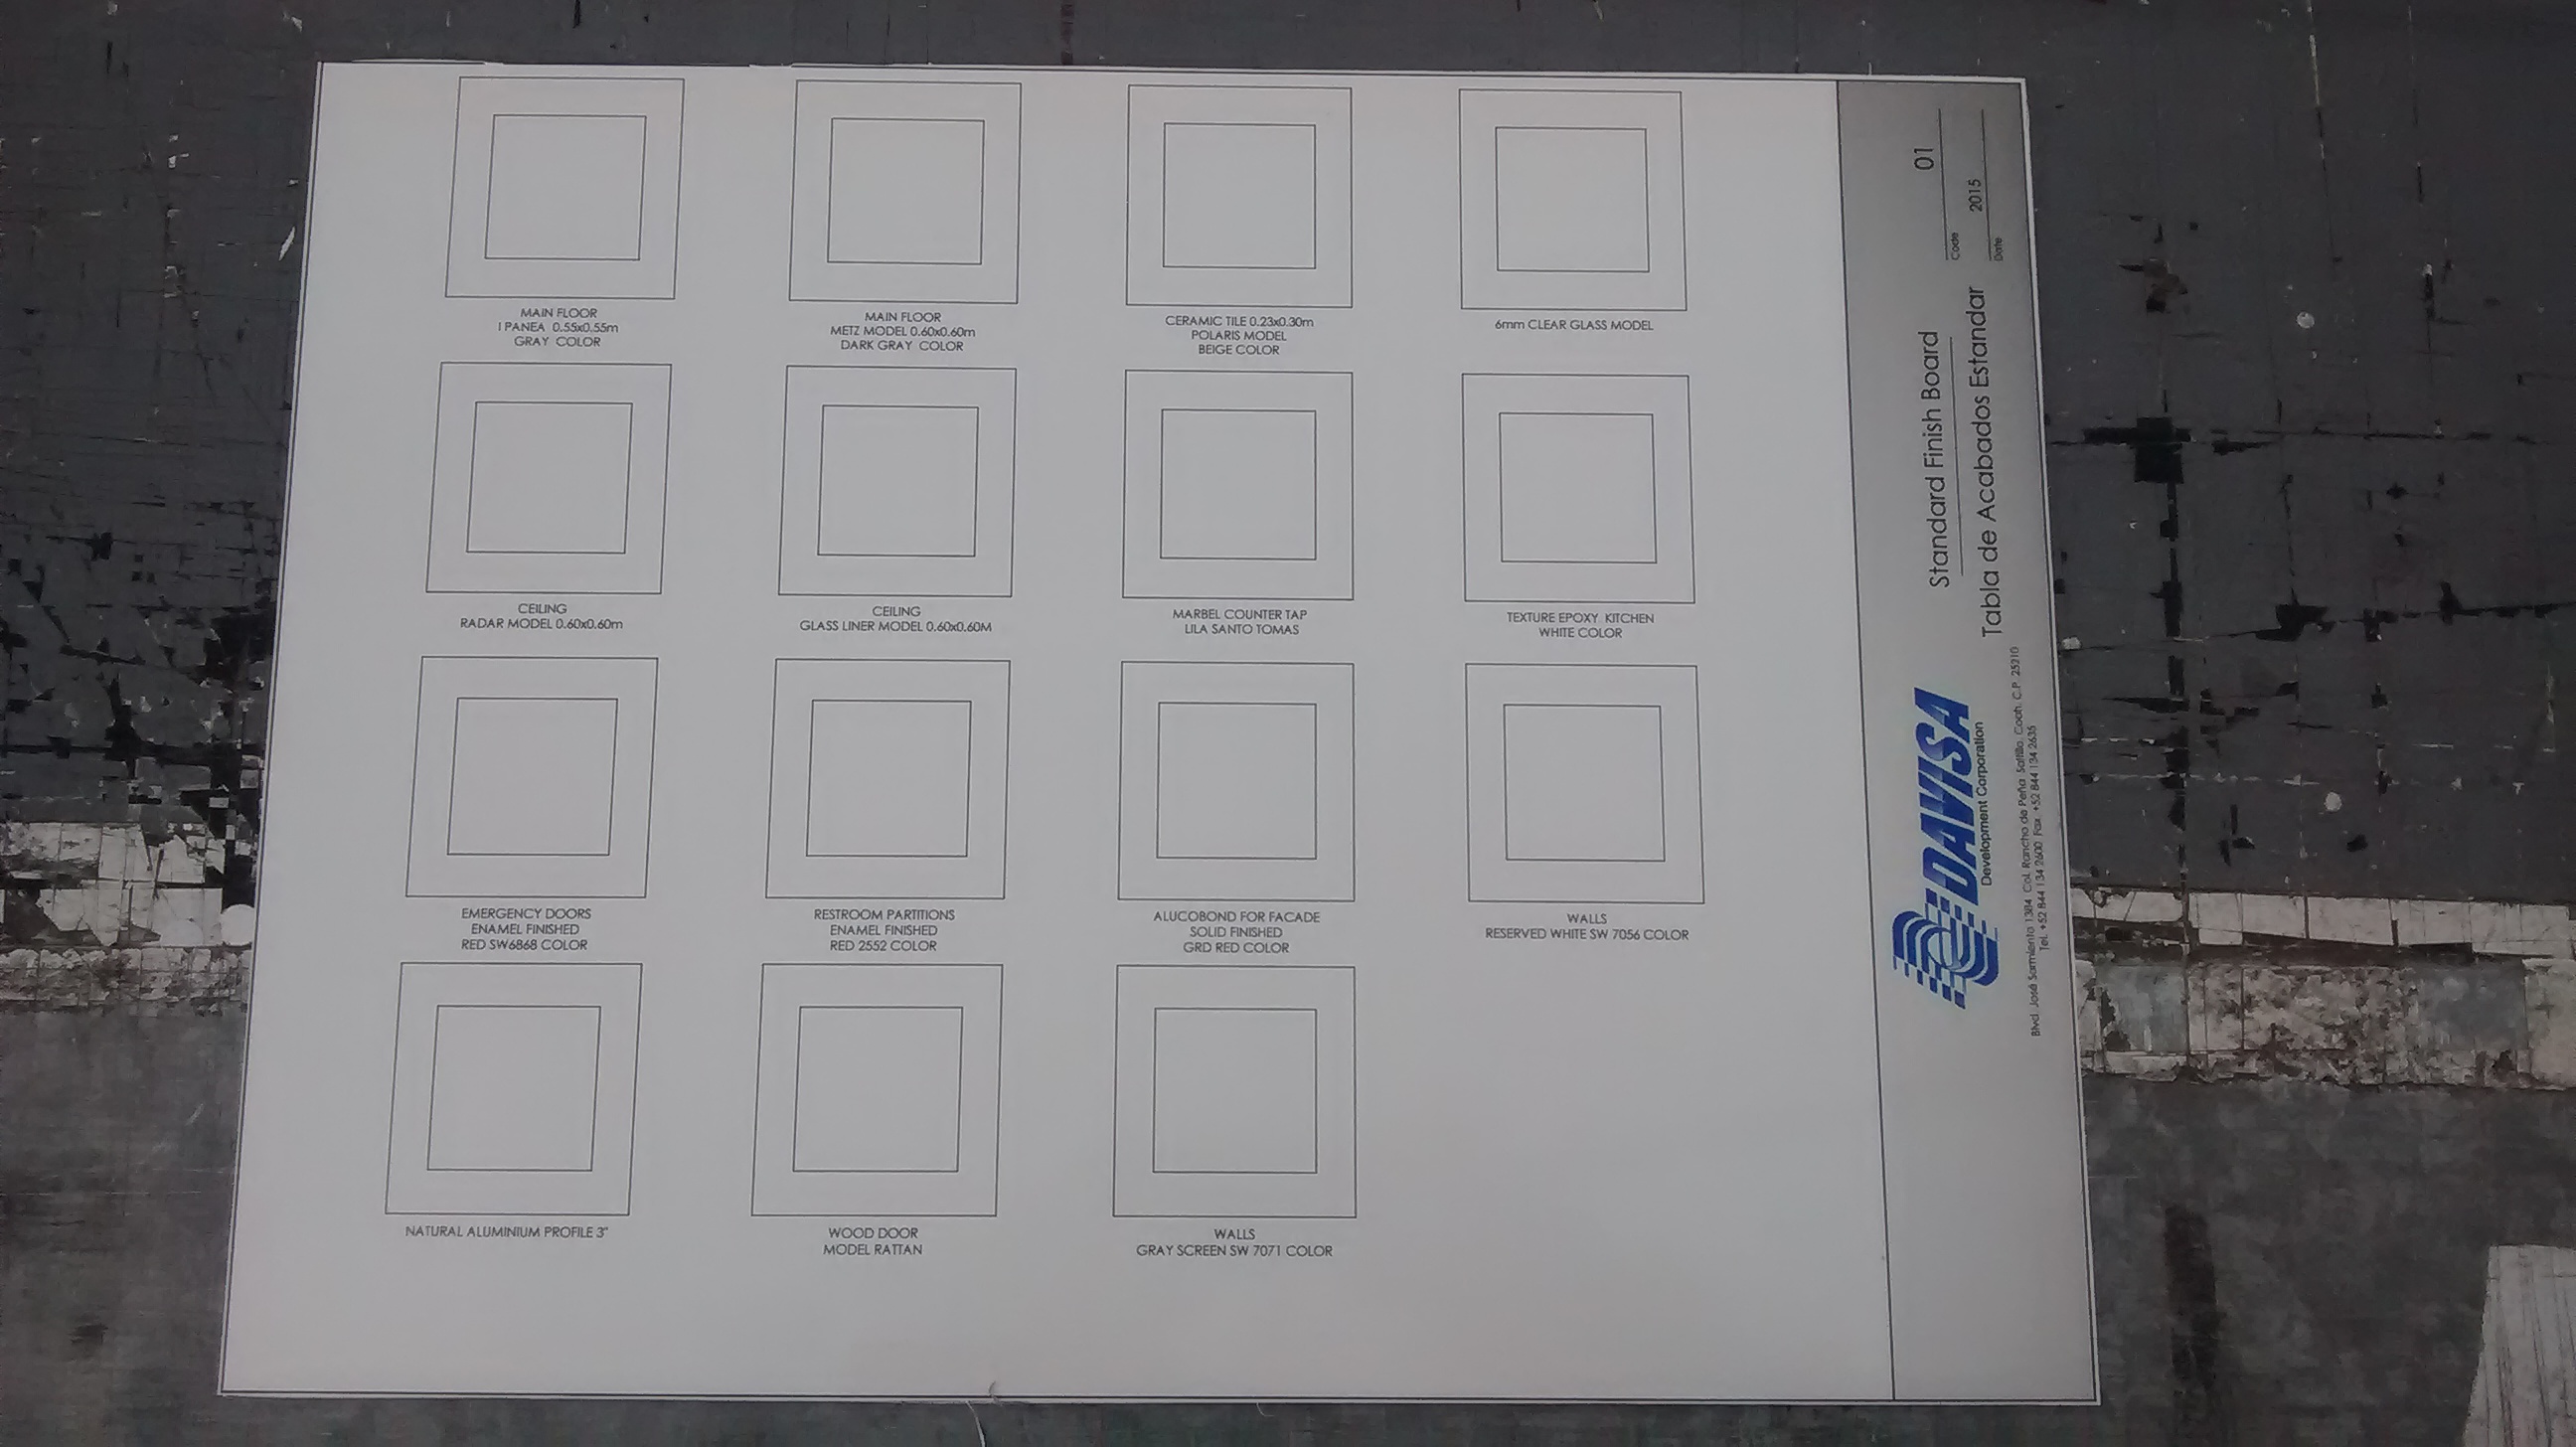 MAIN FLOOR
I PANEA 0.55x0.55m
GRAY COLOR
MAIN FLOOR
METZ MODEL 0.60x0.60m
DARK GRAY COLOR
CERAMIC TILE 0.23x0.30m
POLARIS MODEL
BEIGE COLOR
6mm CLEAR GLASS MODEL
CEILING
RADAR MODEL 0.60x0.60m
CEILING
GLASS LINER MODEL 0.60x0.60M
MARBEL COUNTER TAP
LILA SANTO TOMAS
TEXTURE EPOXY KITCHEN
WHITE COLOR
EMERGENCY DOORS
ENAMEL FINISHED
RED SW6868 COLOR
RESTROOM PARTITIONS
ENAMEL FINISHED
RED 2552 COLOR
ALUCOBOND FOR FACADE
SOLID FINISHED
GRD RED COLOR
WALLS
RESERVED WHITE SW 7056 COLOR
NATURAL ALUMINIUM PROFILE 3"
WOOD DOOR
MODEL RATTAN
WALLS
GRAY SCREEN SW 7071 COLOR
DAVISA
Development Corporation
Blvd. José Sarmiento 1384 Col. Rancho de Peña Saltillo, Coah. C.P. 25210
Tel. +52 844 134 2600 Fax. +52 844 134 2635
Standard Finish Board
Tabla de Acabados Estandar
Code 01
Date 2015